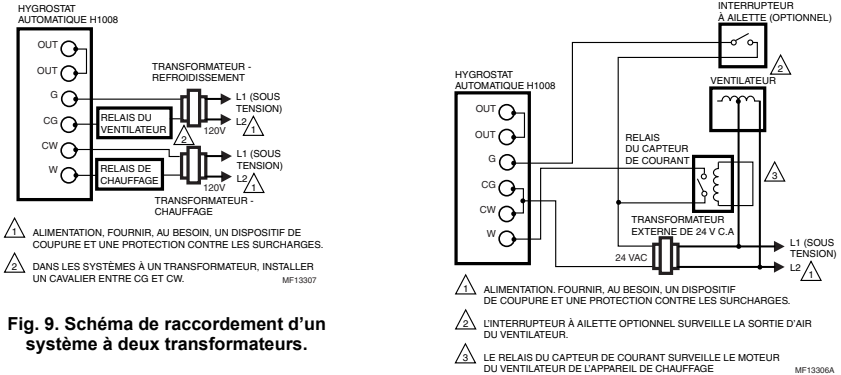 HYGROSTAT
AUTOMATIQUE H1008
OUT
OUT
G
CG
CW
W
TRANSFORMATEUR -
REFROIDISSEMENT
L1 (SOUS
TENSION)
L2 1
RELAIS DU
VENTILATEUR
2
120V
L1 (SOUS
TENSION)
L2 1
RELAIS DE
CHAUFFAGE
120V
TRANSFORMATEUR -
CHAUFFAGE
1 ALIMENTATION, FOURNIR, AU BESOIN, UN DISPOSITIF DE
COUPURE ET UNE PROTECTION CONTRE LES SURCHARGES.
2 DANS LES SYSTÈMES À UN TRANSFORMATEUR, INSTALLER
UN CAVALIER ENTRE CG ET CW.
MF13307
Fig. 9. Schéma de raccordement d'un
système à deux transformateurs.
INTERRUPTEUR
À AILETTE (OPTIONNEL)
2
HYGROSTAT
AUTOMATIQUE H1008
VENTILATEUR
OUT
OUT
G
CG
CW
W
RELAIS
DU CAPTEUR
DE COURANT
3
TRANSFORMATEUR
EXTERNE DE 24 V C.A
24 VAC
L1 (SOUS
TENSION)
L2 1
1 ALIMENTATION. FOURNIR, AU BESOIN, UN DISPOSITIF
DE COUPURE ET UNE PROTECTION CONTRE LES SURCHARGES.
2 L'INTERRUPTEUR À AILETTE OPTIONNEL SURVEILLE LA SORTIE D'AIR
DU VENTILATEUR.
3 LE RELAIS DU CAPTEUR DE COURANT SURVEILLE LE MOTEUR
DU VENTILATEUR DE L'APPAREIL DE CHAUFFAGE
MF13306A